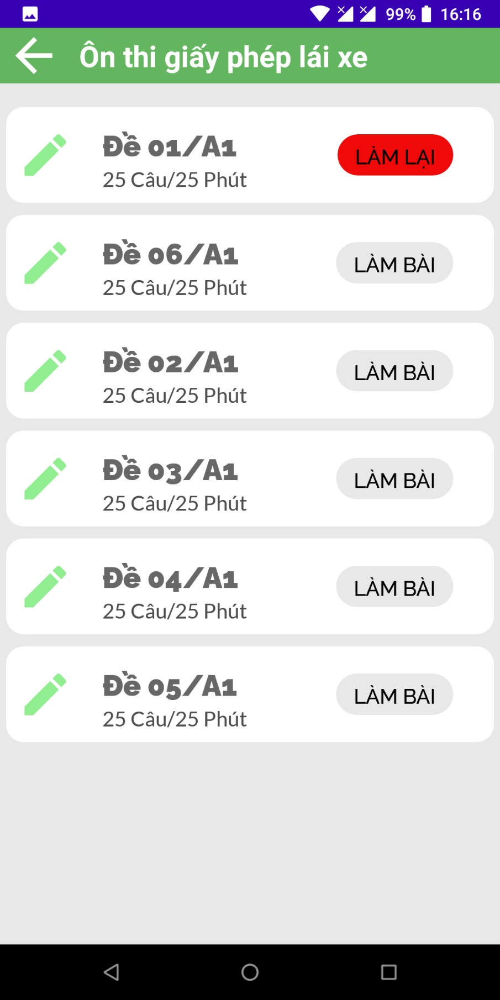 99% 16:16
Ôn thi giấy phép lái xe
Đề 01/A1
LÀM LẠI
25 Câu/25 Phút
Đề 06/A1
LÀM BÀI
25 Câu/25 Phút
Đề 02/A1
LÀM BÀI
25 Câu/25 Phút
Đề 03/A1
LÀM BÀI
25 Câu/25 Phút
Đề 04/A1
LÀM BÀI
25 Câu/25 Phút
Đề 05/A1
LÀM BÀI
25 Câu/25 Phút